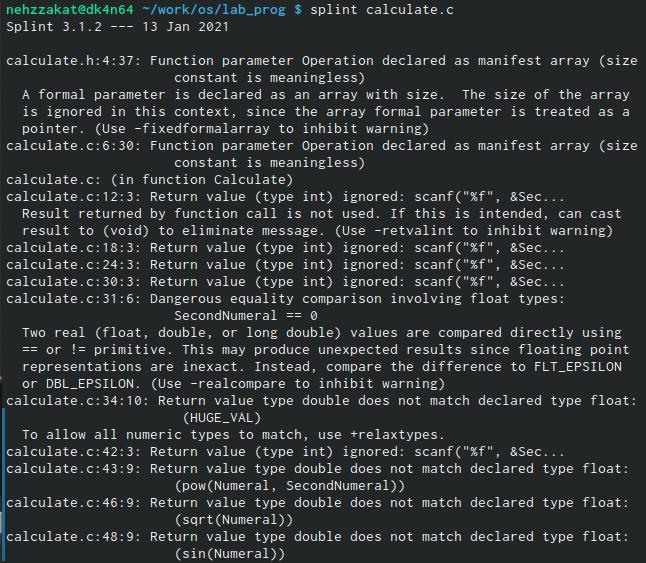 nehzzakat@dk4n64 ~/work/os/lab_prog $ splint calculate.c
Splint 3.1.2 --- 13 Jan 2021

calculate.h:4:37: Function parameter Operation declared as manifest array (size
                     constant is meaningless)
  A formal parameter is declared as an array with size.  The size of the array
  is ignored in this context, since the array formal parameter is treated as a
  pointer. (Use -fixedformalarray to inhibit warning)
calculate.c:6:30: Function parameter Operation declared as manifest array (size
                     constant is meaningless)
calculate.c: (in function Calculate)
calculate.c:12:3: Return value (type int) ignored: scanf("%f", &Sec...
  Result returned by function call is not used. If this is intended, can cast
  result to (void) to eliminate message. (Use -retvalint to inhibit warning)
calculate.c:18:3: Return value (type int) ignored: scanf("%f", &Sec...
calculate.c:24:3: Return value (type int) ignored: scanf("%f", &Sec...
calculate.c:30:3: Return value (type int) ignored: scanf("%f", &Sec...
calculate.c:31:6: Dangerous equality comparison involving float types:
                     SecondNumeral == 0
  Two real (float, double, or long double) values are compared directly using
  == or != primitive. This may produce unexpected results since floating point
  representations are inexact. Instead, compare the difference to FLT_EPSILON
  or DBL_EPSILON. (Use -realcompare to inhibit warning)
calculate.c:34:10: Return value type double does not match declared type float:
                      (HUGE_VAL)
  To allow all numeric types to match, use +relaxtypes.
calculate.c:42:3: Return value (type int) ignored: scanf("%f", &Sec...
calculate.c:43:9: Return value type double does not match declared type float:
                     (pow(Numeral, SecondNumeral))
calculate.c:46:9: Return value type double does not match declared type float:
                     (sqrt(Numeral))
calculate.c:48:9: Return value type double does not match declared type float:
                     (sin(Numeral))